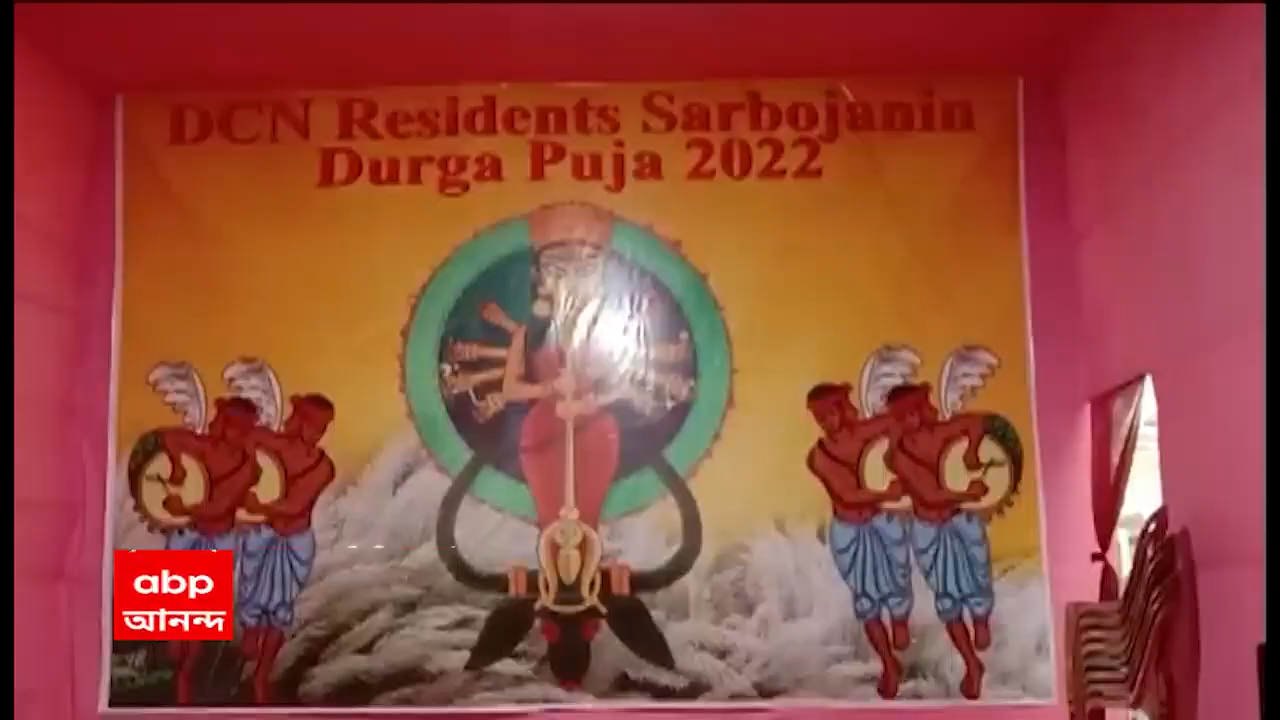 DCN Residents Sarbojanin
Durga Puja 2022
abp
আনন্দ